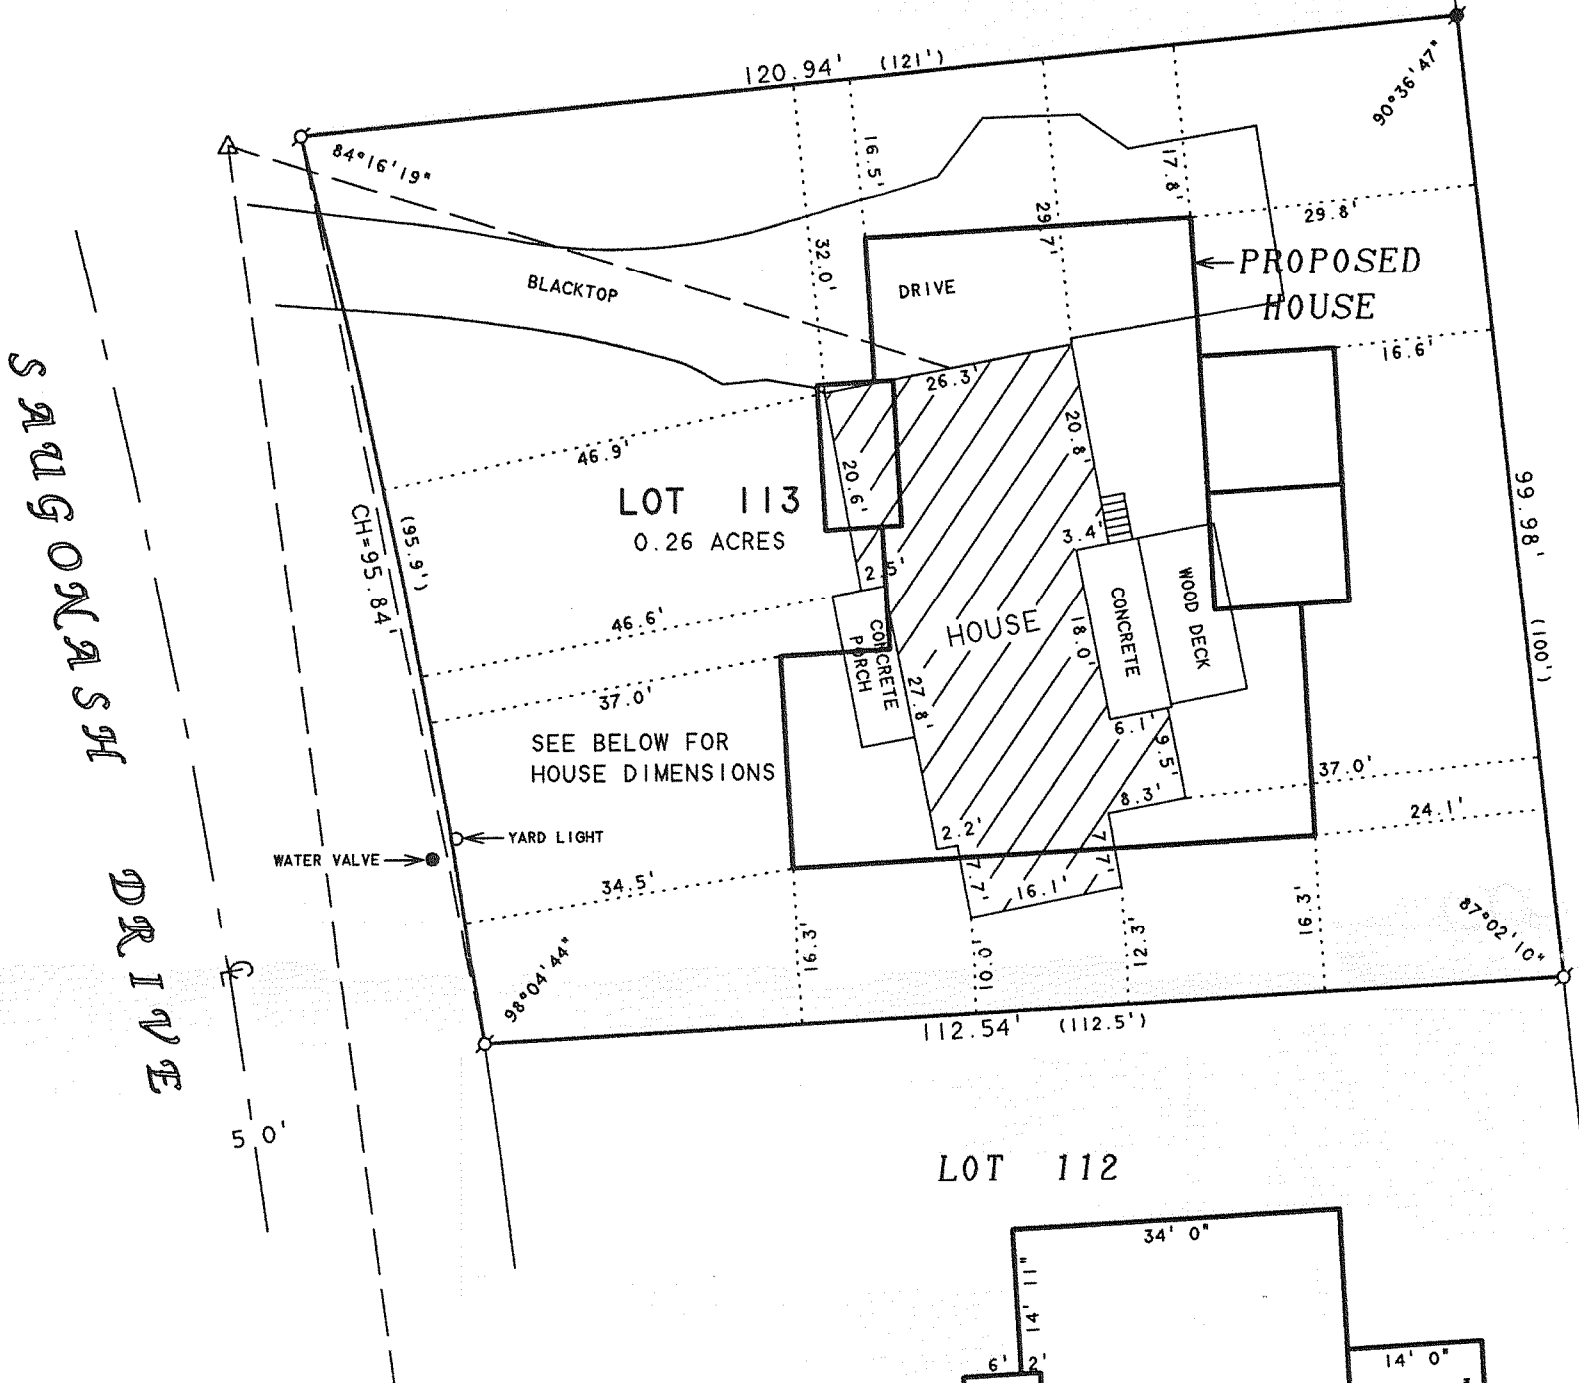 120.94' (121')
90°36'47"
84°16'19"
16.5'
17.8'
29.7'
32.0'
29.8'
PROPOSED
HOUSE
BLACKTOP
DRIVE
16.6'
26.3'
46.9'
20.8'
20.6'
LOT 113
0.26 ACRES
SAUGONASH DRIVE
CH=95.84'
(95.9')
99.98'
(100')
3.4'
2.5'
WOOD DECK
CONCRETE
HOUSE
46.6'
CONCRETE
PORCH
18.0'
37.0'
27.8'
SEE BELOW FOR
HOUSE DIMENSIONS
6.1'
9.5'
37.0'
8.3'
24.1'
2.2'
7.7'
YARD LIGHT
WATER VALVE
34.5'
7.7'
16.1'
16.3'
10.0'
12.3'
16.3'
87°02'10"
98°04'44"
112.54' (112.5')
50'
LOT 112
34' 0"
14' 11"
6' 2'
14' 0"